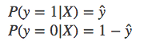 P(y = 1|X) = ŷ
P(y = 0|X) = 1 − ŷ